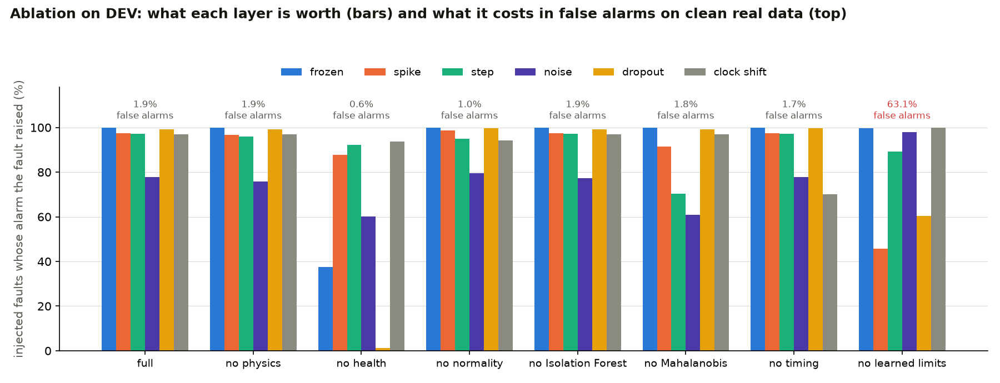 Ablation on DEV: what each layer is worth (bars) and what it costs in false alarms on clean real data (top)
frozen spike step noise dropout clock shift
injected faults whose alarm the fault raised (%)
1.9% 1.9% 0.6% 1.0% 1.9% 1.8% 1.7% 63.1%
false alarms false alarms false alarms false alarms false alarms false alarms false alarms false alarms
100
80
60
40
20
0
full no physics no health no normality no Isolation Forest no Mahalanobis no timing no learned limits